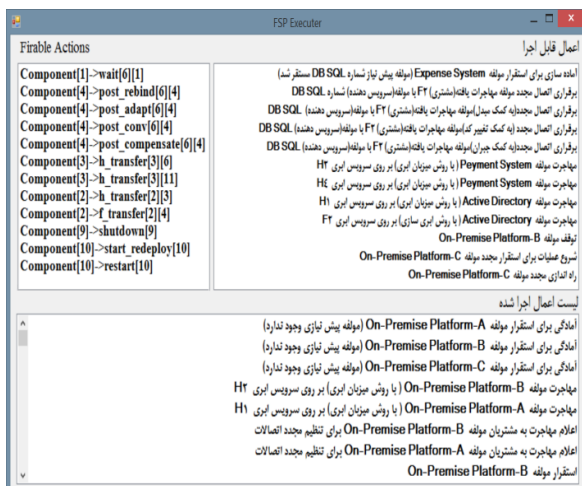 FSP Executer
Firable Actions
اعمال قابل اجرا
Component[1]->wait[6][1]
Component[4]->post_rebind[6][4]
Component[4]->post_adapt[6][4]
Component[4]->post_conv[6][4]
Component[4]->post_compensate[6][4]
Component[3]->h_transfer[3][6]
Component[3]->h_transfer[3][11]
Component[2]->h_transfer[2][3]
Component[2]->f_transfer[2][4]
Component[9]->shutdown[9]
Component[10]->start_redeploy[10]
Component[10]->restart[10]
آماده سازی برای استقرار مولفه Expense System (مولفه پیش نیاز شماره DB SQL مستقر شد)
برقراری اتصال مجدد مولفه مهاجرات یافته(مشتری) F۲ با مولفه(سرویس دهنده) شماره DB SQL
برقراری اتصال مجدد(به کمک مبدل)مولفه مهاجرات یافته(مشتری) F۲ با مولفه(سرویس دهنده) DB SQL
برقراری اتصال مجدد(به کمک تغییر کد)مولفه مهاجرات یافته(مشتری) F۲ با مولفه(سرویس دهنده) DB SQL
برقراری اتصال مجدد(به کمک جبران)مولفه مهاجرات یافته(مشتری) F۲ با مولفه(سرویس دهنده) DB SQL
مهاجرت مولفه Peyment System ( با روش میزبان ابری) بر روی سرویس ابری H۲
مهاجرت مولفه Peyment System ( با روش میزبان ابری) بر روی سرویس ابری H٤
مهاجرت مولفه Active Directory ( با روش میزبان ابری) بر روی سرویس ابری H۱
مهاجرت مولفه Active Directory ( با روش ابری سازی) بر روی سرویس ابری F۲
توقف مولفه On-Premise Platform-B
شروع عملیات برای استقرار مجدد مولفه On-Premise Platform-C
راه اندازی مجدد مولفه On-Premise Platform-C
لیست اعمال اجرا شده
آمادگی برای استقرار مولفه On-Premise Platform-A (مولفه پیش نیازی وجود ندارد)
آمادگی برای استقرار مولفه On-Premise Platform-B (مولفه پیش نیازی وجود ندارد)
آمادگی برای استقرار مولفه On-Premise Platform-C (مولفه پیش نیازی وجود ندارد)
مهاجرت مولفه On-Premise Platform-B ( با روش میزبان ابری) بر روی سرویس ابری H۲
مهاجرت مولفه On-Premise Platform-A ( با روش میزبان ابری) بر روی سرویس ابری H۱
اعلام مهاجرت به مشتریان مولفه On-Premise Platform-B برای تنظیم مجدد اتصالات
اعلام مهاجرت به مشتریان مولفه On-Premise Platform-A برای تنظیم مجدد اتصالات
استقرار مولفه On-Premise Platform-B